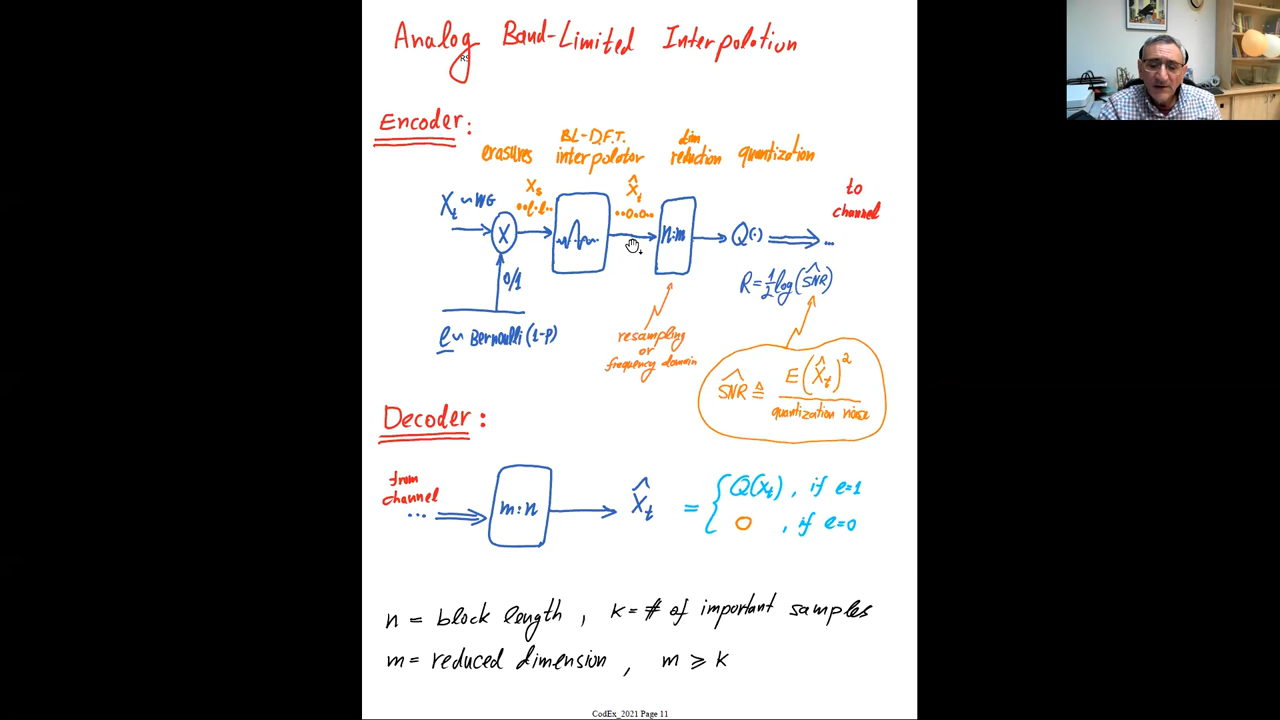 Analog Band-Limited Interpolation
RS
Encoder:
BL-D.F.T.
erasures interpolator dim reduction quantization
X_t ~ WG
X_s
X̂_t
to channel
X
n:m
Q(·)
...
0/1
R = 1/2 log(SNR̂)
e ~ Bernoulli (1-p)
resampling
or
frequency domain
SNR̂ ≜ E(X̂_t)² / quantization noise
Decoder:
from
channel
...
m:n
X̂_t = { Q(x_t), if e=1
0, if e=0
n = block length, k = # of important samples
m = reduced dimension, m ≥ k
CodEx_2021 Page 11